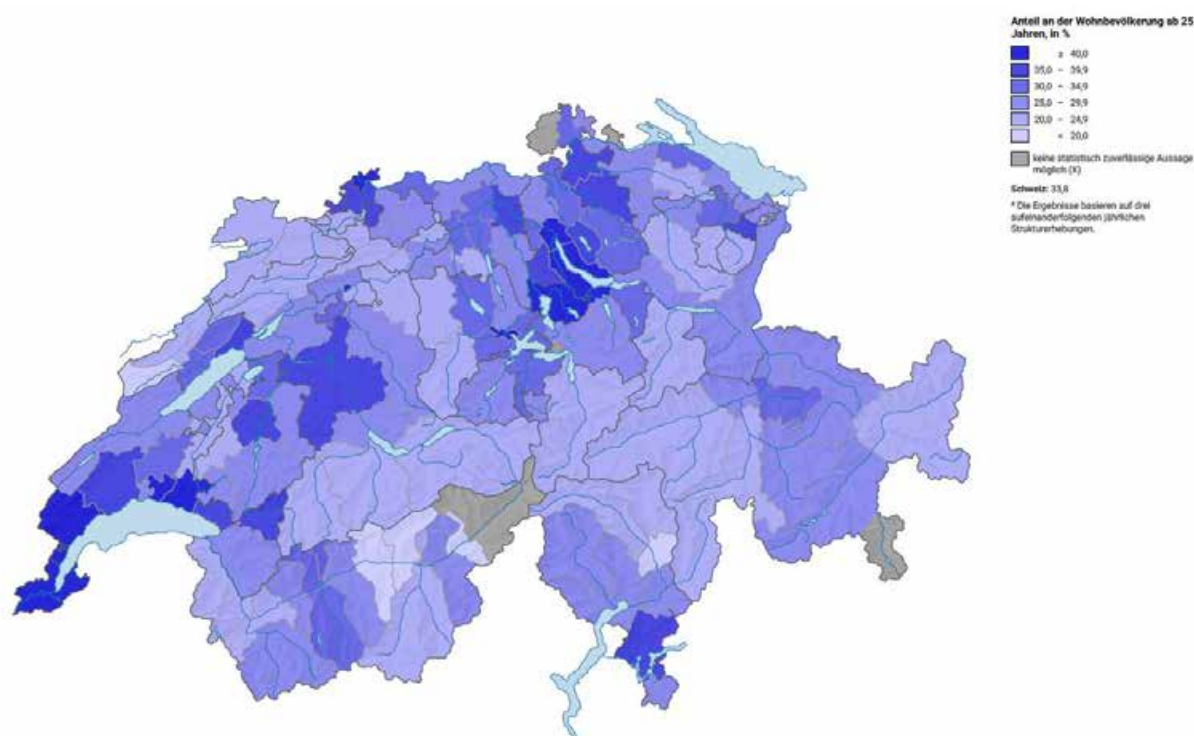 Anteil an der Wohnbevölkerung ab 25
Jahren, in %
≥ 40,0
35,0 – 39,9
30,0 – 34,9
25,0 – 29,9
20,0 – 24,9
< 20,0
keine statistisch zuverlässige Aussage
möglich (X)
Schweiz: 33,8
* Die Ergebnisse basieren auf drei
aufeinanderfolgenden jährlichen
Strukturerhebungen.